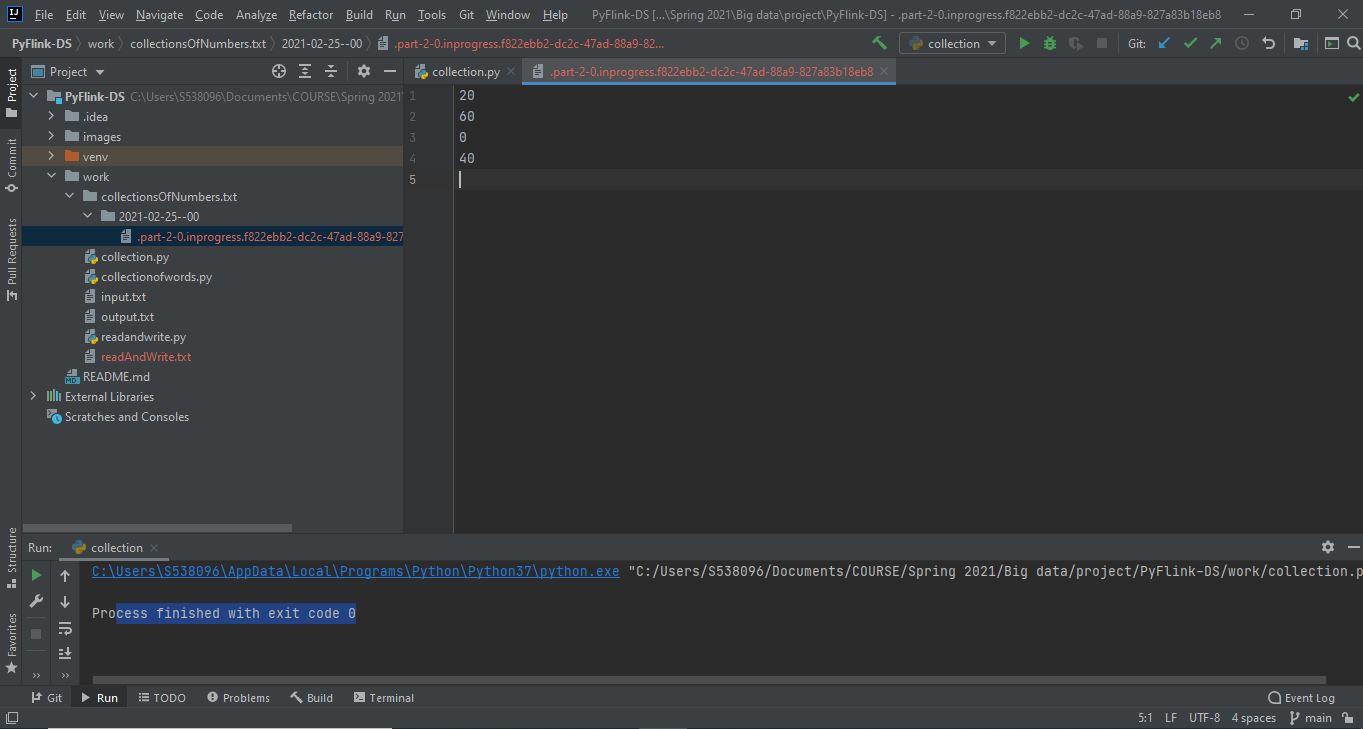 File Edit View Navigate Code Analyze Refactor Build Run Tools Git Window Help PyFlink-DS [...\Spring 2021\Big data\project\PyFlink-DS] - .part-2-0.inprogress.f822ebb2-dc2c-47ad-88a9-827a83b18eb8
PyFlink-DS work collectionsOfNumbers.txt 2021-02-25--00 .part-2-0.inprogress.f822ebb2-dc2c-47ad-88a9-82... collection Git:
Project
collection.py .part-2-0.inprogress.f822ebb2-dc2c-47ad-88a9-827a83b18eb8
Project
Commit
Pull Requests
Structure
Favorites
PyFlink-DS C:\Users\S538096\Documents\COURSE\Spring 2021\
.idea
images
venv
work
collectionsOfNumbers.txt
2021-02-25--00
.part-2-0.inprogress.f822ebb2-dc2c-47ad-88a9-827
collection.py
collectionofwords.py
input.txt
output.txt
readandwrite.py
readAndWrite.txt
README.md
External Libraries
Scratches and Consoles
1 20
2 60
3 0
4 40
5
Run: collection
C:\Users\S538096\AppData\Local\Programs\Python\Python37\python.exe "C:/Users/S538096/Documents/COURSE/Spring 2021/Big data/project/PyFlink-DS/work/collection.p
Process finished with exit code 0
Git Run TODO Problems Build Terminal Event Log
5:1 LF UTF-8 4 spaces main